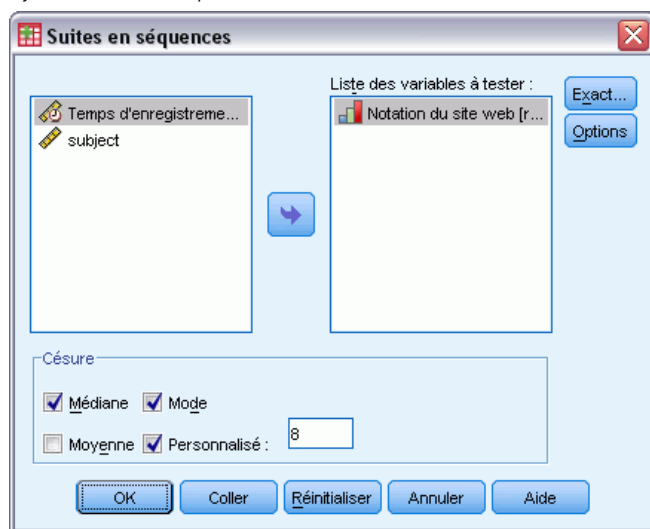 Suites en séquences
Liste des variables à tester :
Temps d'enregistreme...
subject
Notation du site web [r...
Exact...
Options
Césure
Médiane
Mode
Moyenne
Personnalisé :
8
OK
Coller
Réinitialiser
Annuler
Aide